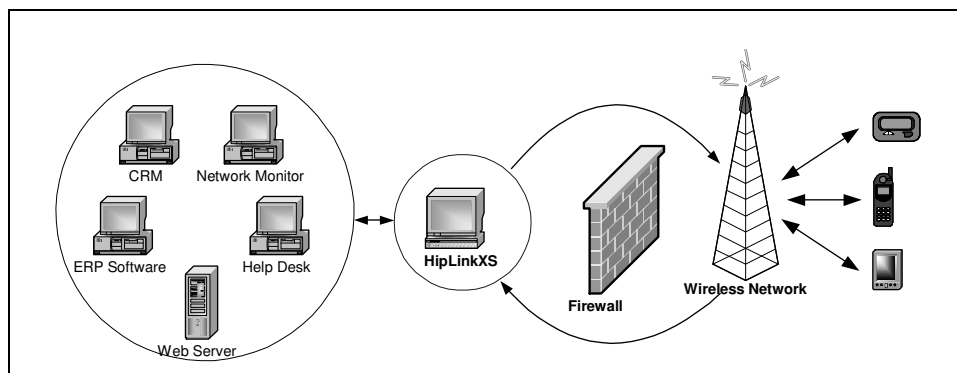 CRM
Network Monitor
ERP Software
Help Desk
Web Server
HipLinkXS
Firewall
Wireless Network